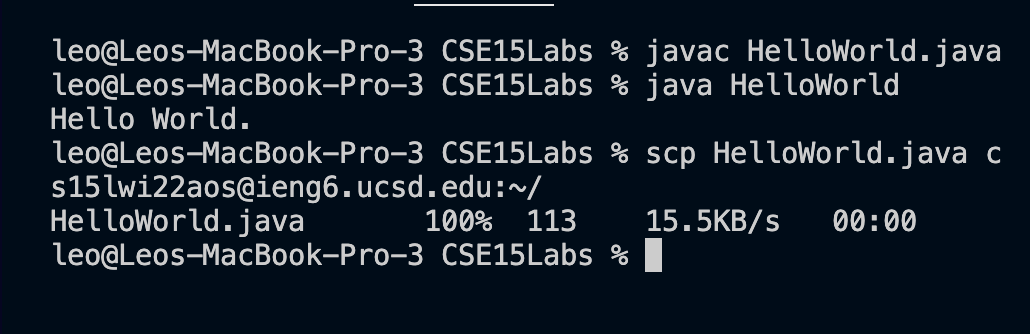 leo@Leos-MacBook-Pro-3 CSE15Labs % javac HelloWorld.java
leo@Leos-MacBook-Pro-3 CSE15Labs % java HelloWorld
Hello World.
leo@Leos-MacBook-Pro-3 CSE15Labs % scp HelloWorld.java c
s15lwi22aos@ieng6.ucsd.edu:~/
HelloWorld.java       100%  113    15.5KB/s   00:00
leo@Leos-MacBook-Pro-3 CSE15Labs %